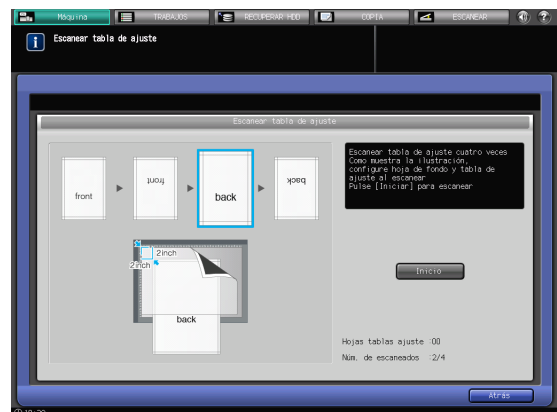 Máquina
TRABAJOS
RECUPERAR HDD
COPIA
ESCANEAR
Escanear tabla de ajuste
Escanear tabla de ajuste
front
front
back
back
2inch
2inch
back
Escanear tabla de ajuste cuatro veces
Como muestra la ilustración,
configure hoja de fondo y tabla de
ajuste al escanear
Pulse [Iniciar] para escanear
Inicio
Hojas tablas ajuste :00
Núm. de escaneados :2/4
Atrás